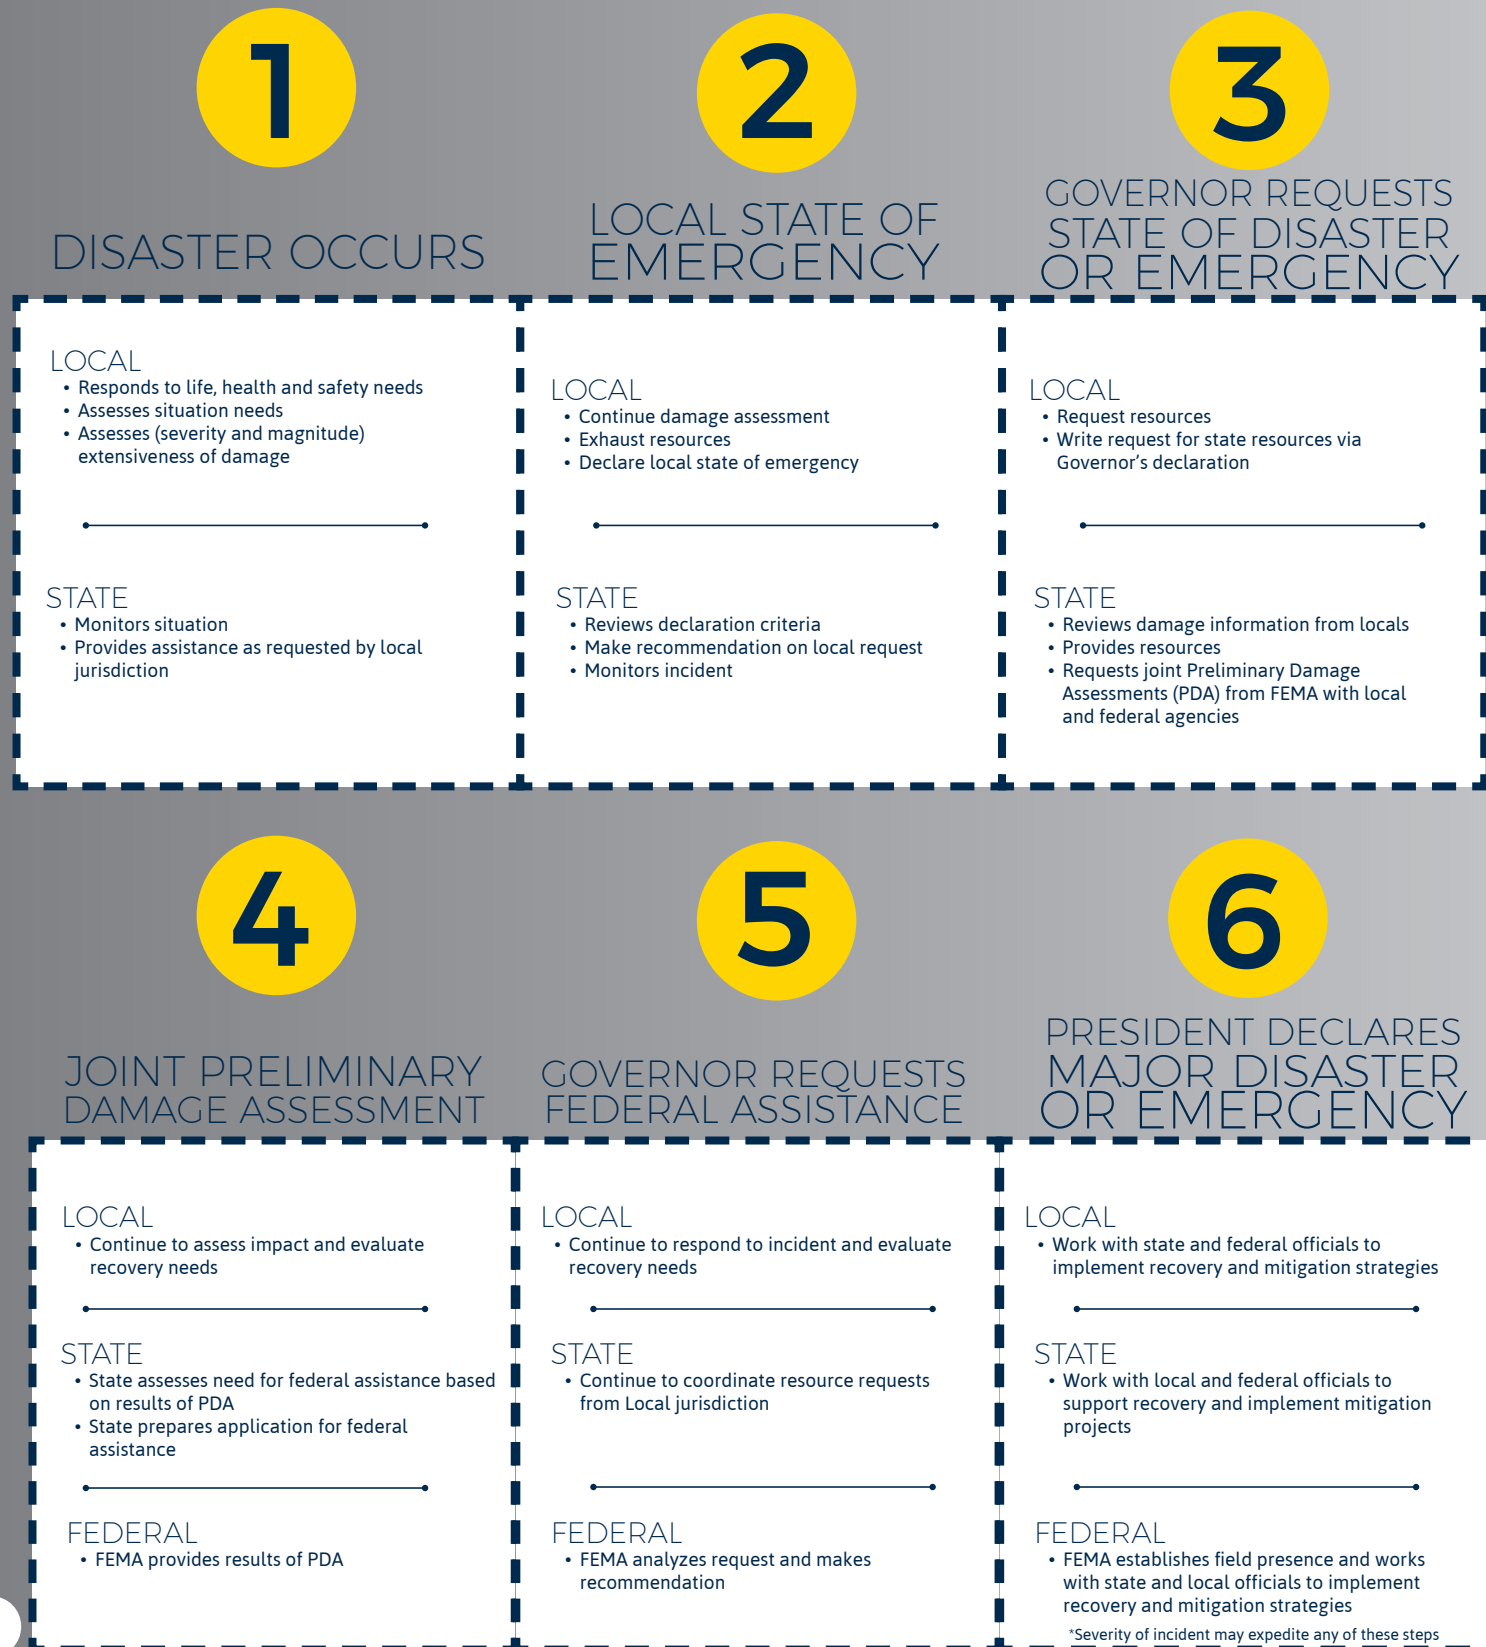 1
DISASTER OCCURS
LOCAL
• Responds to life, health and safety needs
• Assesses situation needs
• Assesses (severity and magnitude)
extensiveness of damage
STATE
• Monitors situation
• Provides assistance as requested by local
jurisdiction
2
LOCAL STATE OF
EMERGENCY
LOCAL
• Continue damage assessment
• Exhaust resources
• Declare local state of emergency
STATE
• Reviews declaration criteria
• Make recommendation on local request
• Monitors incident
3
GOVERNOR REQUESTS
STATE OF DISASTER
OR EMERGENCY
LOCAL
• Request resources
• Write request for state resources via
Governor's declaration
STATE
• Reviews damage information from locals
• Provides resources
• Requests joint Preliminary Damage
Assessments (PDA) from FEMA with local
and federal agencies
4
JOINT PRELIMINARY
DAMAGE ASSESSMENT
LOCAL
• Continue to assess impact and evaluate
recovery needs
STATE
• State assesses need for federal assistance based
on results of PDA
• State prepares application for federal
assistance
FEDERAL
• FEMA provides results of PDA
5
GOVERNOR REQUESTS
FEDERAL ASSISTANCE
LOCAL
• Continue to respond to incident and evaluate
recovery needs
STATE
• Continue to coordinate resource requests
from Local jurisdiction
FEDERAL
• FEMA analyzes request and makes
recommendation
6
PRESIDENT DECLARES
MAJOR DISASTER
OR EMERGENCY
LOCAL
• Work with state and federal officials to
implement recovery and mitigation strategies
STATE
• Work with local and federal officials to
support recovery and implement mitigation
projects
FEDERAL
• FEMA establishes field presence and works
with state and local officials to implement
recovery and mitigation strategies
*Severity of incident may expedite any of these steps